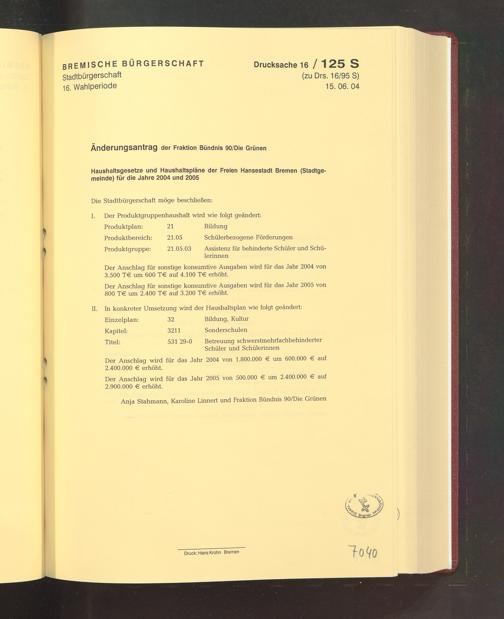 BREMISCHE BÜRGERSCHAFT
Stadtbürgerschaft
16. Wahlperiode
Drucksache 16 / 125 S
(zu Drs. 16/95 S)
15. 06. 04
Änderungsantrag der Fraktion Bündnis 90/Die Grünen
Haushaltsgesetze und Haushaltspläne der Freien Hansestadt Bremen (Stadtge-
meinde) für die Jahre 2004 und 2005
Die Stadtbürgerschaft möge beschließen:
I. Der Produktgruppenhaushalt wird wie folgt geändert:
Produktplan: 21 Bildung
Produktbereich: 21.05 Schülerbezogene Förderungen
Produktgruppe: 21.05.03 Assistenz für behinderte Schüler und Schü-
lerinnen
Der Anschlag für sonstige konsumtive Ausgaben wird für das Jahr 2004 von
3.500 T€ um 600 T€ auf 4.100 T€ erhöht.
Der Anschlag für sonstige konsumtive Ausgaben wird für das Jahr 2005 von
800 T€ um 2.400 T€ auf 3.200 T€ erhöht.
II. In konkreter Umsetzung wird der Haushaltsplan wie folgt geändert:
Einzelplan: 32 Bildung, Kultur
Kapitel: 3211 Sonderschulen
Titel: 531 29-0 Betreuung schwerstmehrfachbehinderter
Schüler und Schülerinnen
Der Anschlag wird für das Jahr 2004 von 1.800.000 € um 600.000 € auf
2.400.000 € erhöht.
Der Anschlag wird für das Jahr 2005 von 500.000 € um 2.400.000 € auf
2.900.000 € erhöht.
Anja Stahmann, Karoline Linnert und Fraktion Bündnis 90/Die Grünen
Druck: Hans Krohn · Bremen
7040